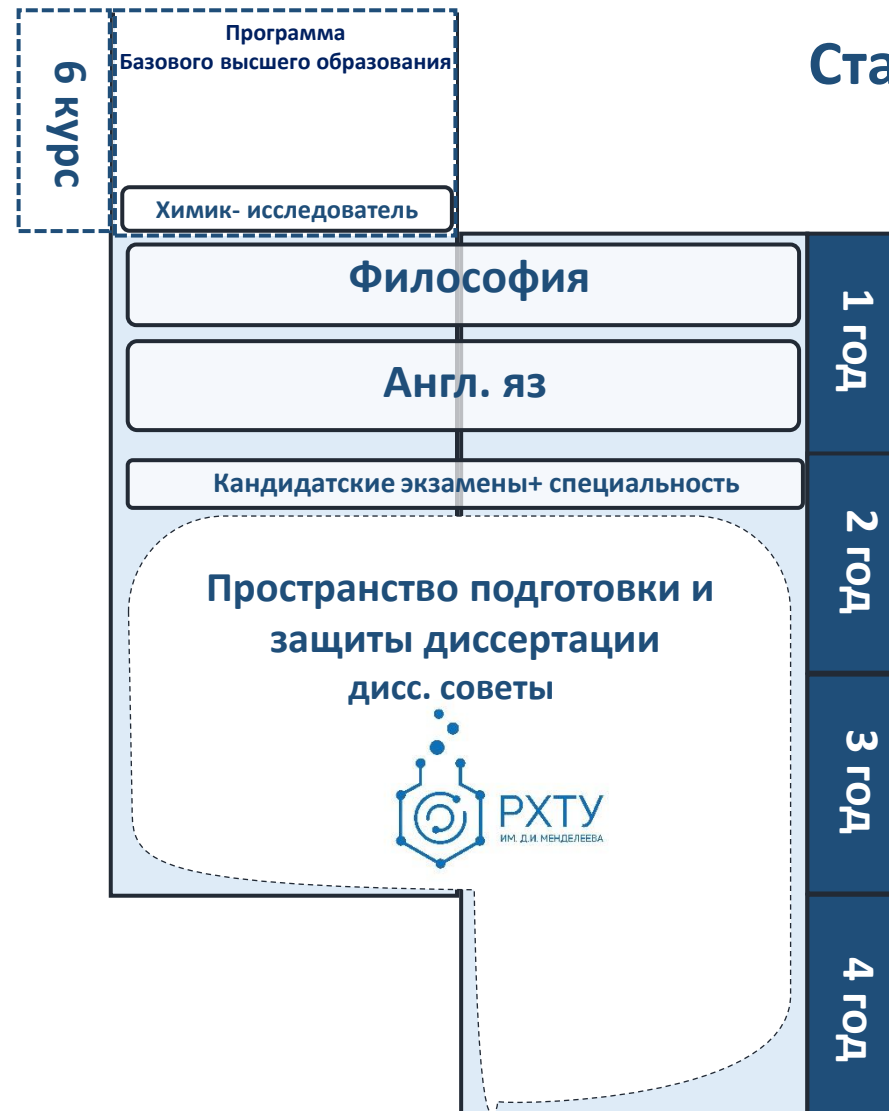 Программа
Базового высшего образования
Ста
6 курс
Химик- исследователь
Философия
1 год
Англ. яз
Кандидатские экзамены+ специальность
2 год
Пространство подготовки и
защиты диссертации
дисс. советы
3 год
РХТУ
ИМ. Д.И. МЕНДЕЛЕЕВА
4 год